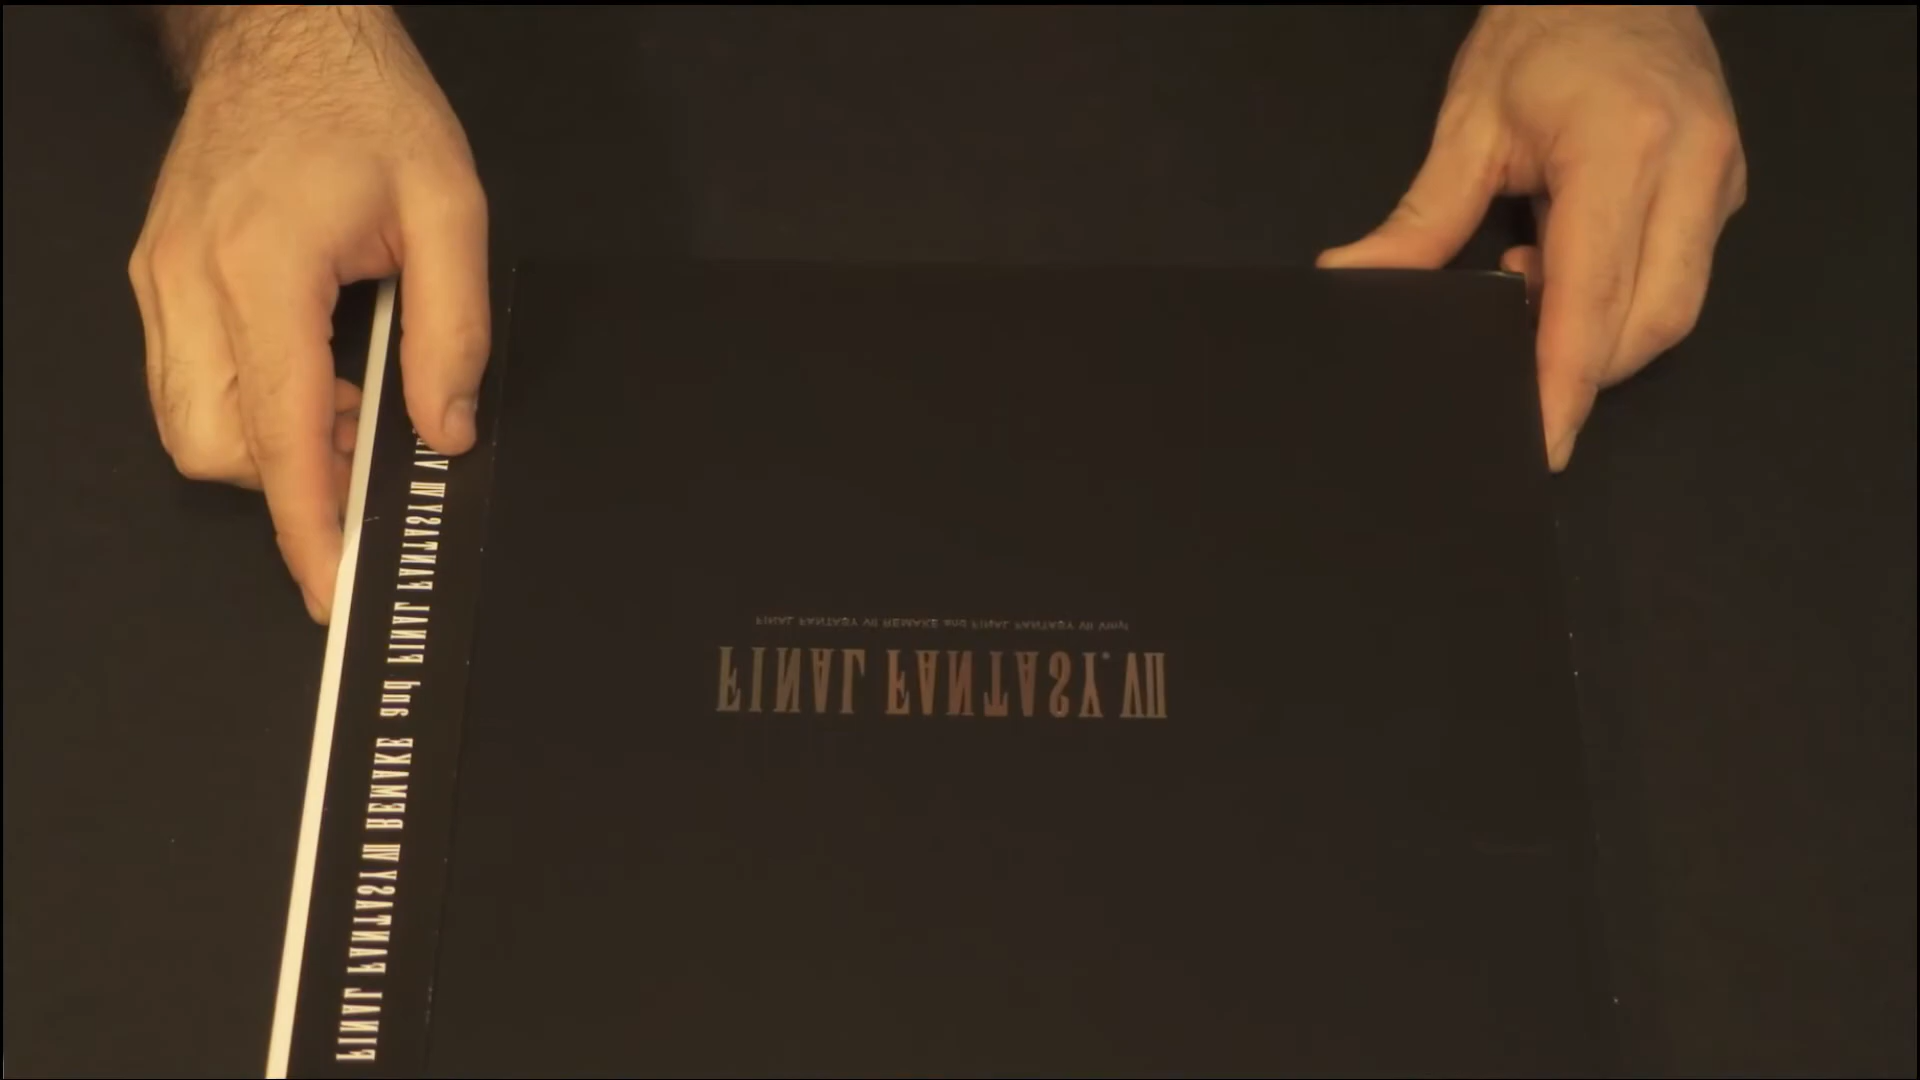 FINAL FANTASY VII REMAKE and FINAL FANTASY VII Vinyl
FINAL FANTASY VII
FINAL FANTASY VII REMAKE and FINAL FANTASY VII